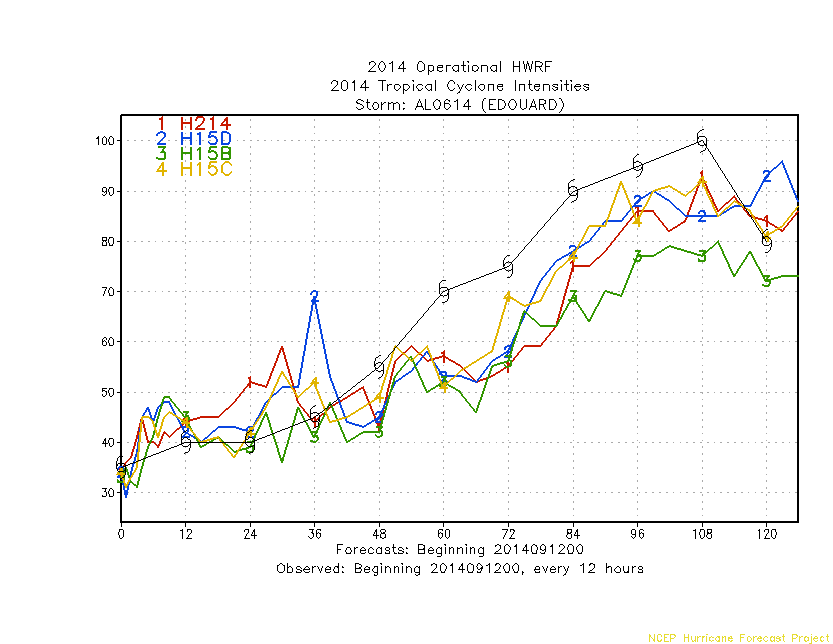 2014 Operational HWRF
2014 Tropical Cyclone Intensities
Storm: AL0614 (EDOUARD)
1 H214
2 H15D
3 H15B
4 H15C
100
90
80
70
60
50
40
30
0 12 24 36 48 60 72 84 96 108 120
Forecasts: Beginning 2014091200
Observed: Beginning 2014091200, every 12 hours
NCEP Hurricane Forecast Project